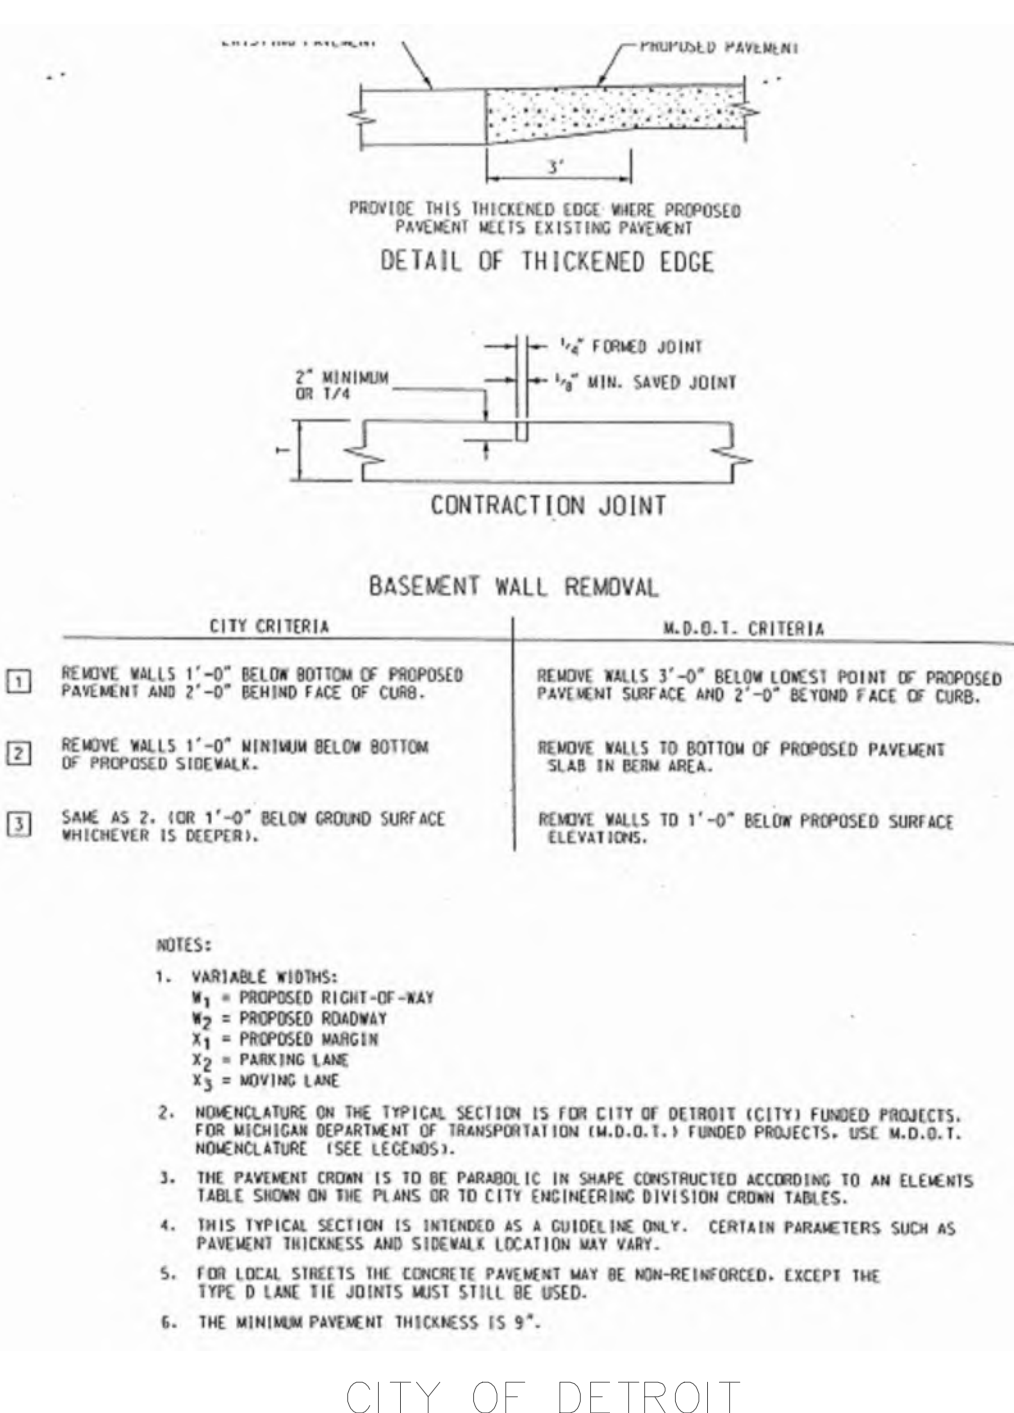 EXISTING PAVEMENT
PROPOSED PAVEMENT
3'
PROVIDE THIS THICKENED EDGE WHERE PROPOSED
PAVEMENT MEETS EXISTING PAVEMENT
DETAIL OF THICKENED EDGE
1/4" FORMED JOINT
2" MINIMUM
OR T/4
1/8" MIN. SAVED JOINT
T
CONTRACTION JOINT
BASEMENT WALL REMOVAL
CITY CRITERIA
M.D.O.T. CRITERIA
1
REMOVE WALLS 1'-0" BELOW BOTTOM OF PROPOSED
PAVEMENT AND 2'-0" BEHIND FACE OF CURB.
REMOVE WALLS 3'-0" BELOW LOWEST POINT OF PROPOSED
PAVEMENT SURFACE AND 2'-0" BEYOND FACE OF CURB.
2
REMOVE WALLS 1'-0" MINIMUM BELOW BOTTOM
OF PROPOSED SIDEWALK.
REMOVE WALLS TO BOTTOM OF PROPOSED PAVEMENT
SLAB IN BERM AREA.
3
SAME AS 2. (OR 1'-0" BELOW GROUND SURFACE
WHICHEVER IS DEEPER).
REMOVE WALLS TO 1'-0" BELOW PROPOSED SURFACE
ELEVATIONS.
NOTES:
1. VARIABLE WIDTHS:
W1 = PROPOSED RIGHT-OF-WAY
W2 = PROPOSED ROADWAY
X1 = PROPOSED MARGIN
X2 = PARKING LANE
X3 = MOVING LANE
2. NOMENCLATURE ON THE TYPICAL SECTION IS FOR CITY OF DETROIT (CITY) FUNDED PROJECTS.
FOR MICHIGAN DEPARTMENT OF TRANSPORTATION (M.D.O.T.) FUNDED PROJECTS, USE M.D.O.T.
NOMENCLATURE (SEE LEGENDS).
3. THE PAVEMENT CROWN IS TO BE PARABOLIC IN SHAPE CONSTRUCTED ACCORDING TO AN ELEMENTS
TABLE SHOWN ON THE PLANS OR TO CITY ENGINEERING DIVISION CROWN TABLES.
4. THIS TYPICAL SECTION IS INTENDED AS A GUIDELINE ONLY. CERTAIN PARAMETERS SUCH AS
PAVEMENT THICKNESS AND SIDEWALK LOCATION MAY VARY.
5. FOR LOCAL STREETS THE CONCRETE PAVEMENT MAY BE NON-REINFORCED, EXCEPT THE
TYPE D LANE TIE JOINTS MUST STILL BE USED.
6. THE MINIMUM PAVEMENT THICKNESS IS 9".
CITY OF DETROIT